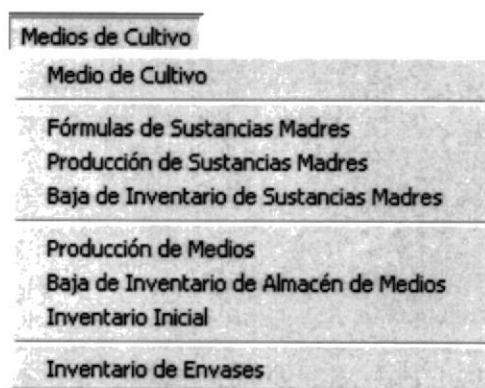 Medios de Cultivo
Medio de Cultivo
Fórmulas de Sustancias Madres
Producción de Sustancias Madres
Baja de Inventario de Sustancias Madres
Producción de Medios
Baja de Inventario de Almacén de Medios
Inventario Inicial
Inventario de Envases